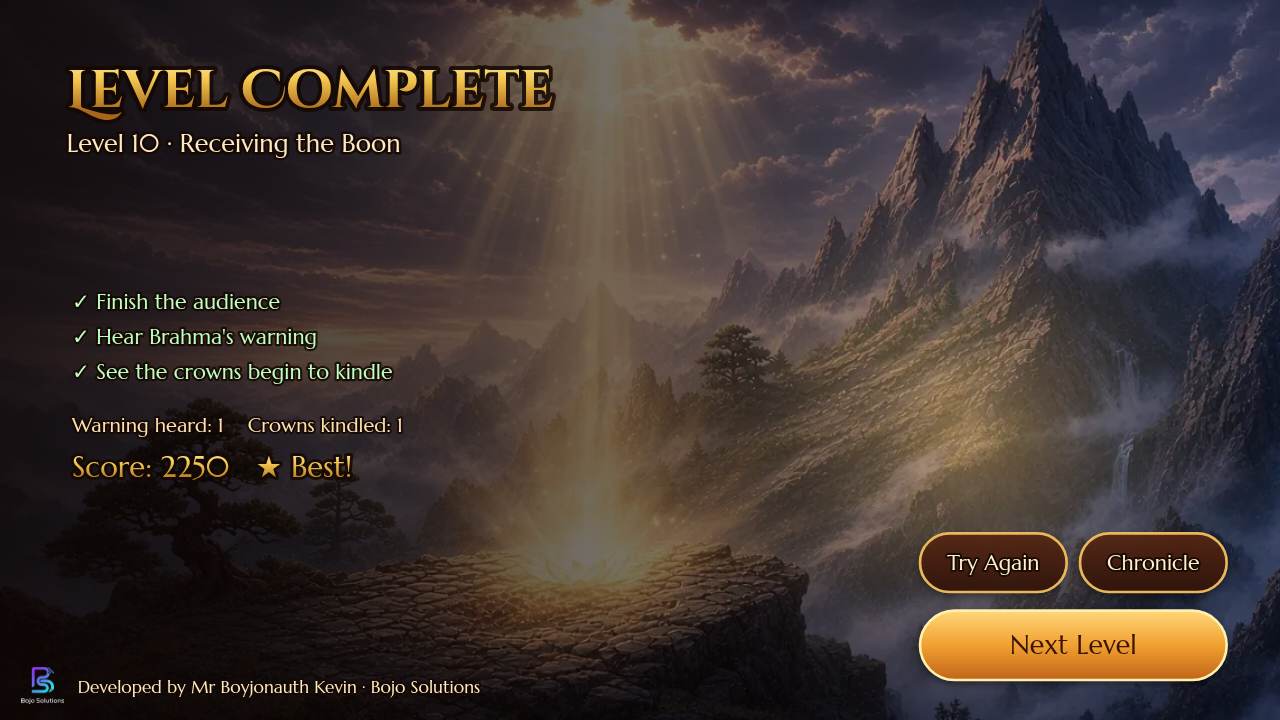 Level Complete
Level 10 · Receiving the Boon
✓ Finish the audience
✓ Hear Brahma's warning
✓ See the crowns begin to kindle
Warning heard: 1 Crowns kindled: 1
Score: 2250 ★ Best!
Try Again
Chronicle
Next Level
Bojo Solutions
Developed by Mr Boyjonauth Kevin · Bojo Solutions